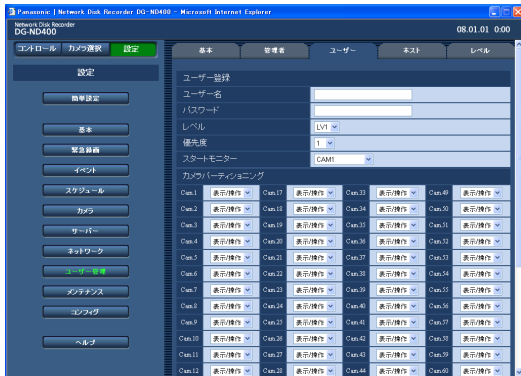 Panasonic | Network Disk Recorder DG-ND400 - Microsoft Internet Explorer
Network Disk Recorder
DG-ND400
08.01.01 0:00
コントロール カメラ選択 設定
基本 管理者 ユーザー ホスト レベル
設定
簡単設定
基本
緊急録画
イベント
スケジュール
カメラ
サーバー
ネットワーク
ユーザー管理
メンテナンス
コンフィグ
ヘルプ
ユーザー登録
ユーザー名
パスワード
レベル LV1
優先度 1
スタートモニター CAM1
カメラパーティショニング
Cam.1 表示/操作 Cam.17 表示/操作 Cam.33 表示/操作 Cam.49 表示/操作
Cam.2 表示/操作 Cam.18 表示/操作 Cam.34 表示/操作 Cam.50 表示/操作
Cam.3 表示/操作 Cam.19 表示/操作 Cam.35 表示/操作 Cam.51 表示/操作
Cam.4 表示/操作 Cam.20 表示/操作 Cam.36 表示/操作 Cam.52 表示/操作
Cam.5 表示/操作 Cam.21 表示/操作 Cam.37 表示/操作 Cam.53 表示/操作
Cam.6 表示/操作 Cam.22 表示/操作 Cam.38 表示/操作 Cam.54 表示/操作
Cam.7 表示/操作 Cam.23 表示/操作 Cam.39 表示/操作 Cam.55 表示/操作
Cam.8 表示/操作 Cam.24 表示/操作 Cam.40 表示/操作 Cam.56 表示/操作
Cam.9 表示/操作 Cam.25 表示/操作 Cam.41 表示/操作 Cam.57 表示/操作
Cam.10 表示/操作 Cam.26 表示/操作 Cam.42 表示/操作 Cam.58 表示/操作
Cam.11 表示/操作 Cam.27 表示/操作 Cam.43 表示/操作 Cam.59 表示/操作
Cam.12 表示/操作 Cam.28 表示/操作 Cam.44 表示/操作 Cam.60 表示/操作